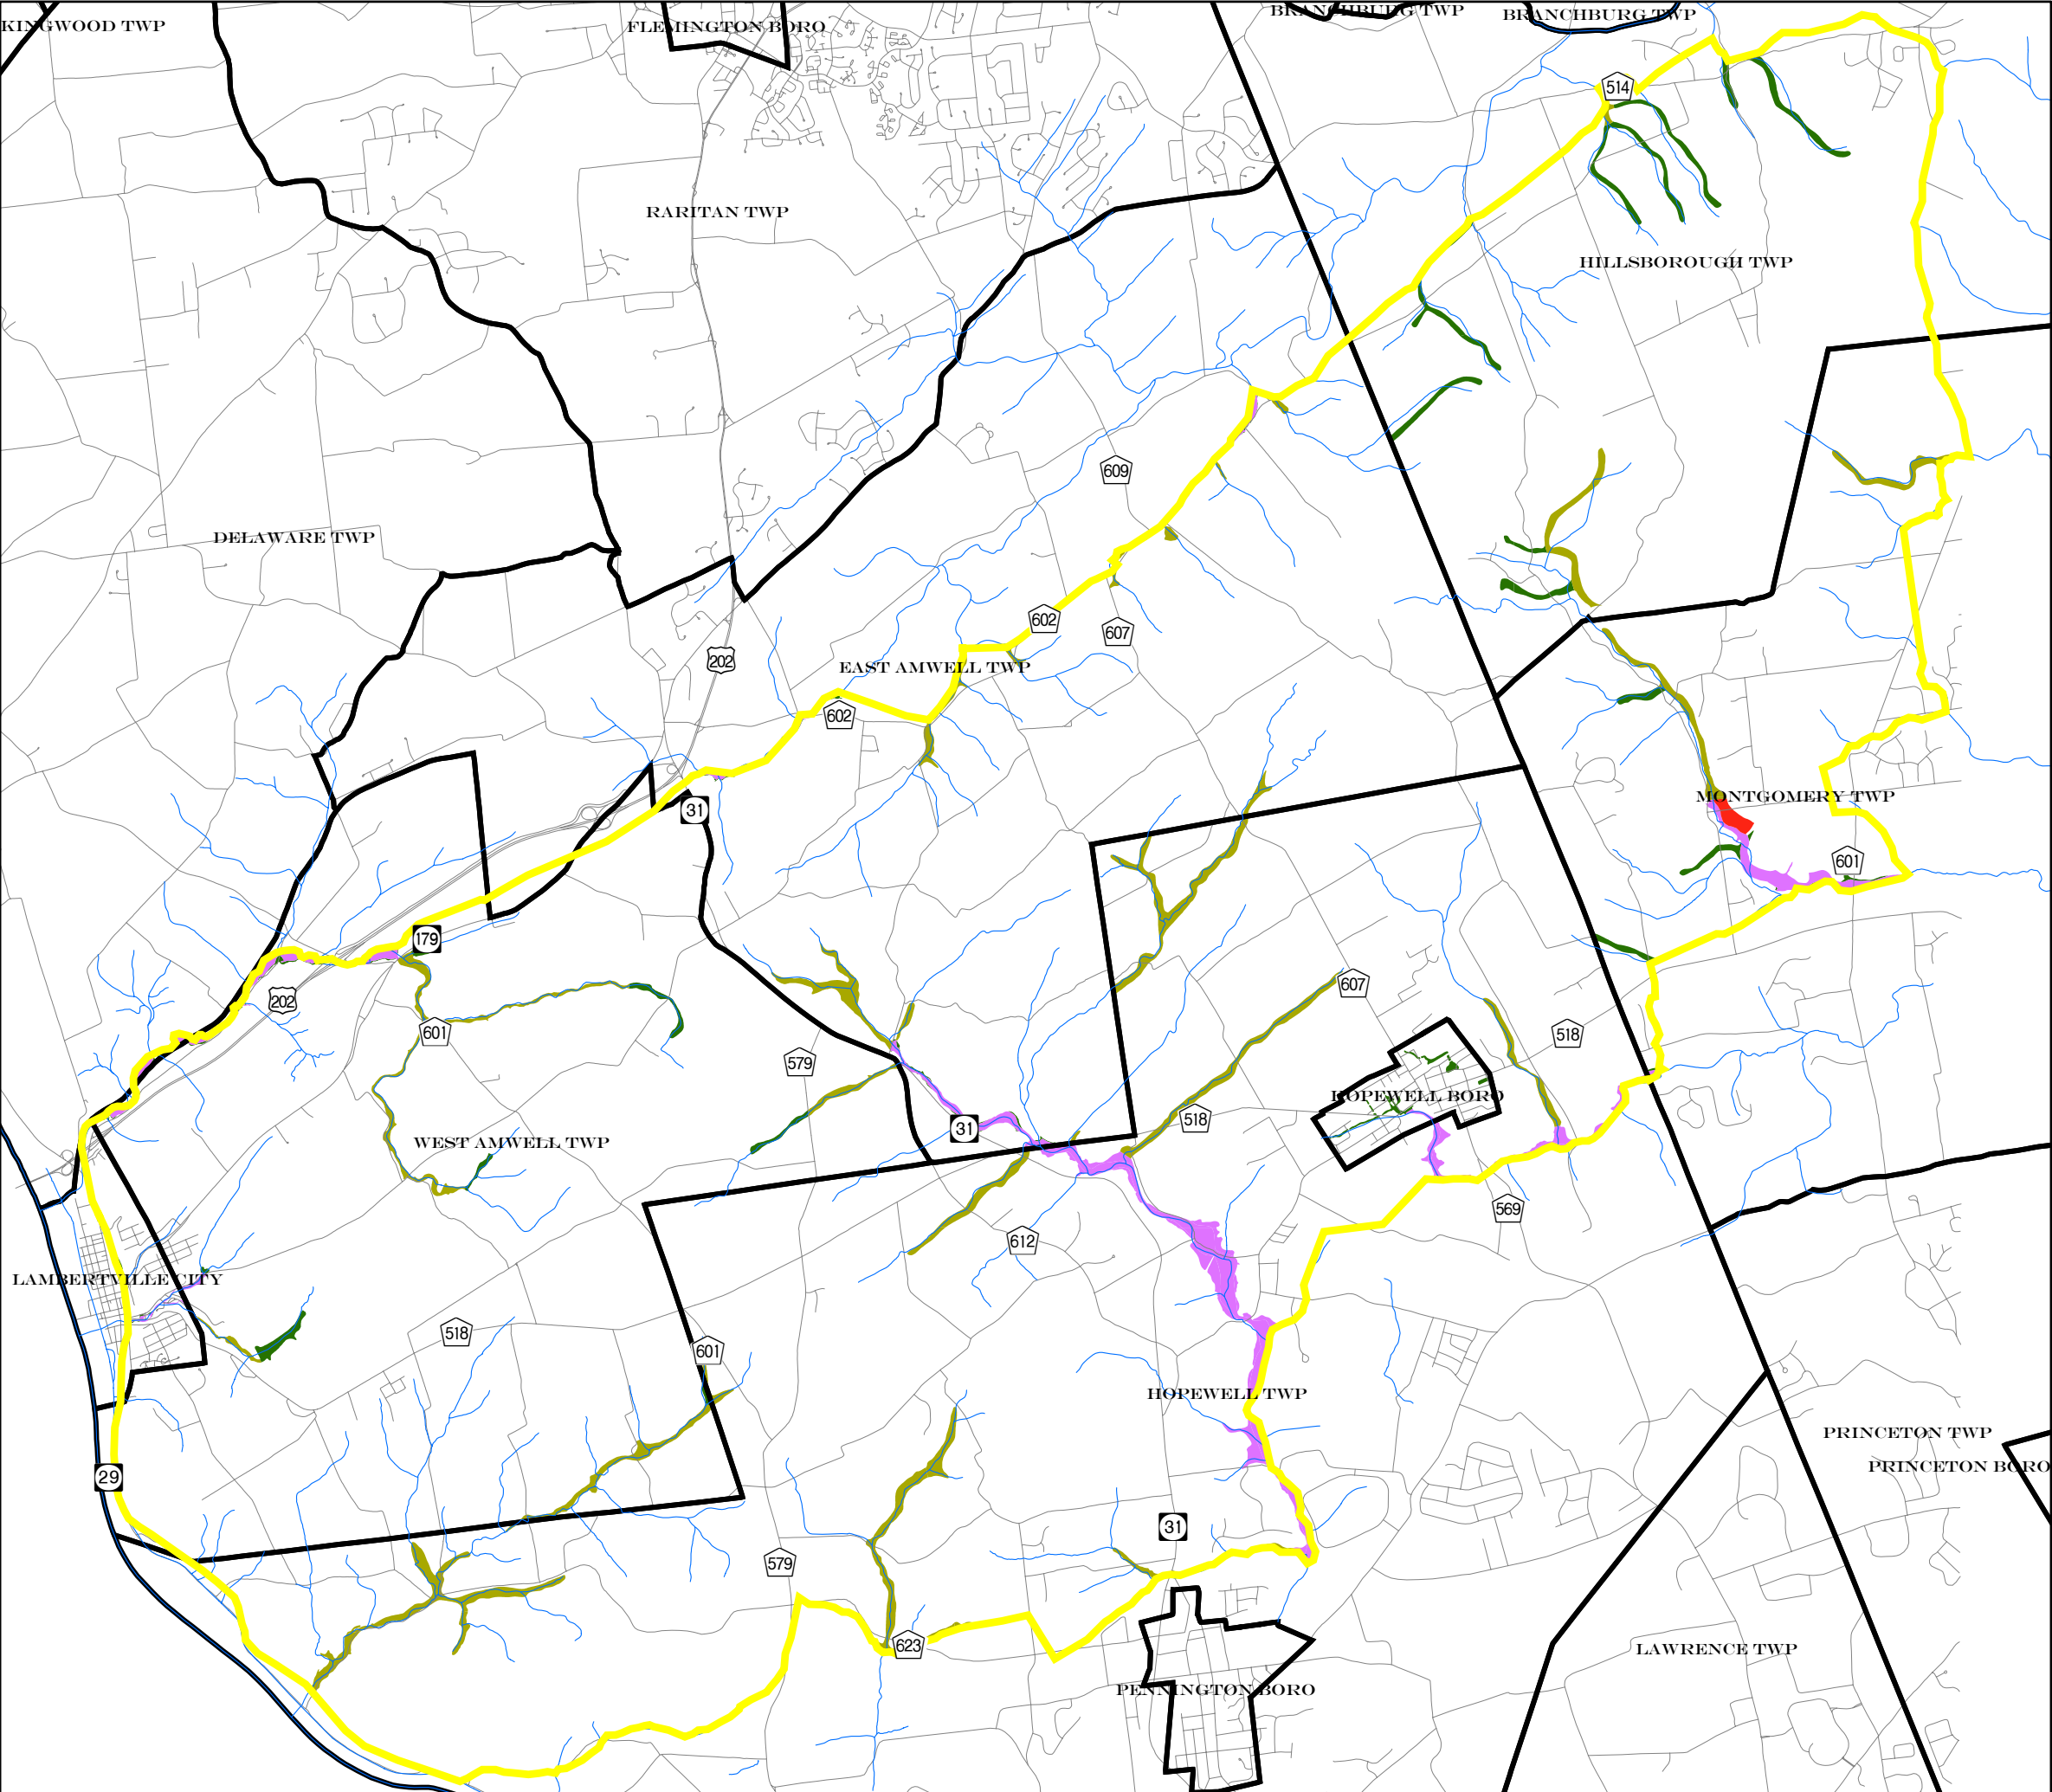 BRANCHBURG TWP
BRANCHBURG TWP
KINGWOOD TWP
FLEMINGTON BORO
514
RARITAN TWP
HILLSBOROUGH TWP
609
DELAWARE TWP
602
607
202
EAST AMWELL TWP
602
MONTGOMERY TWP
31
601
179
607
202
601
518
579
HOPEWELL BORO
518
31
WEST AMWELL TWP
569
612
LAMBERTVILLE CITY
518
601
HOPEWELL TWP
PRINCETON TWP
PRINCETON BORO
29
31
579
623
LAWRENCE TWP
PENNINGTON BORO